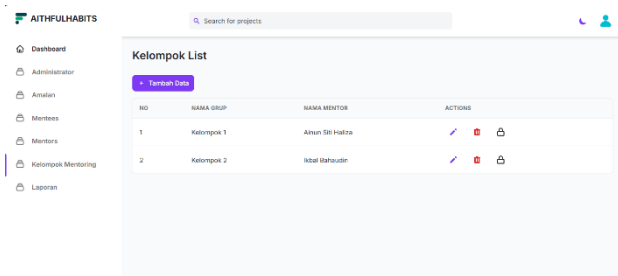 AITHFULHABITS
Search for projects
Dashboard
Administrator
Amalan
Mentees
Mentors
Kelompok Mentoring
Laporan
Kelompok List
+ Tambah Data
NO NAMA GRUP NAMA MENTOR ACTIONS
1 Kelompok 1 Ainun Siti Haliza
2 Kelompok 2 Ikbal Bahaudin